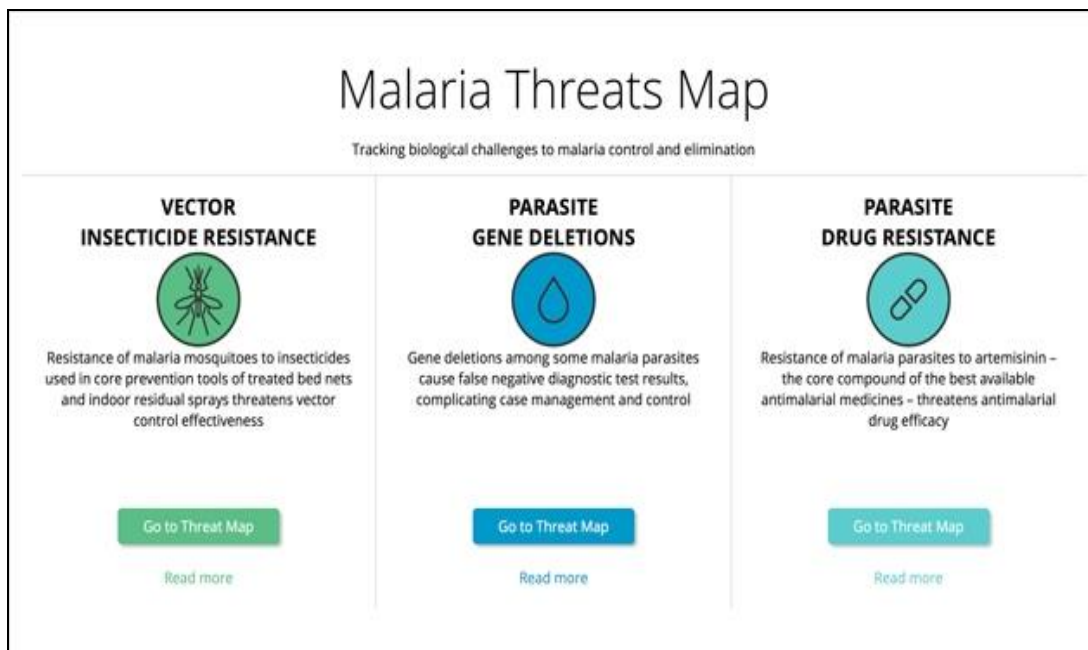 Malaria Threats Map
Tracking biological challenges to malaria control and elimination
VECTOR
INSECTICIDE RESISTANCE
Resistance of malaria mosquitoes to insecticides
used in core prevention tools of treated bed nets
and indoor residual sprays threatens vector
control effectiveness
Go to Threat Map
Read more
PARASITE
GENE DELETIONS
Gene deletions among some malaria parasites
cause false negative diagnostic test results,
complicating case management and control
Go to Threat Map
Read more
PARASITE
DRUG RESISTANCE
Resistance of malaria parasites to artemisinin –
the core compound of the best available
antimalarial medicines – threatens antimalarial
drug efficacy
Go to Threat Map
Read more